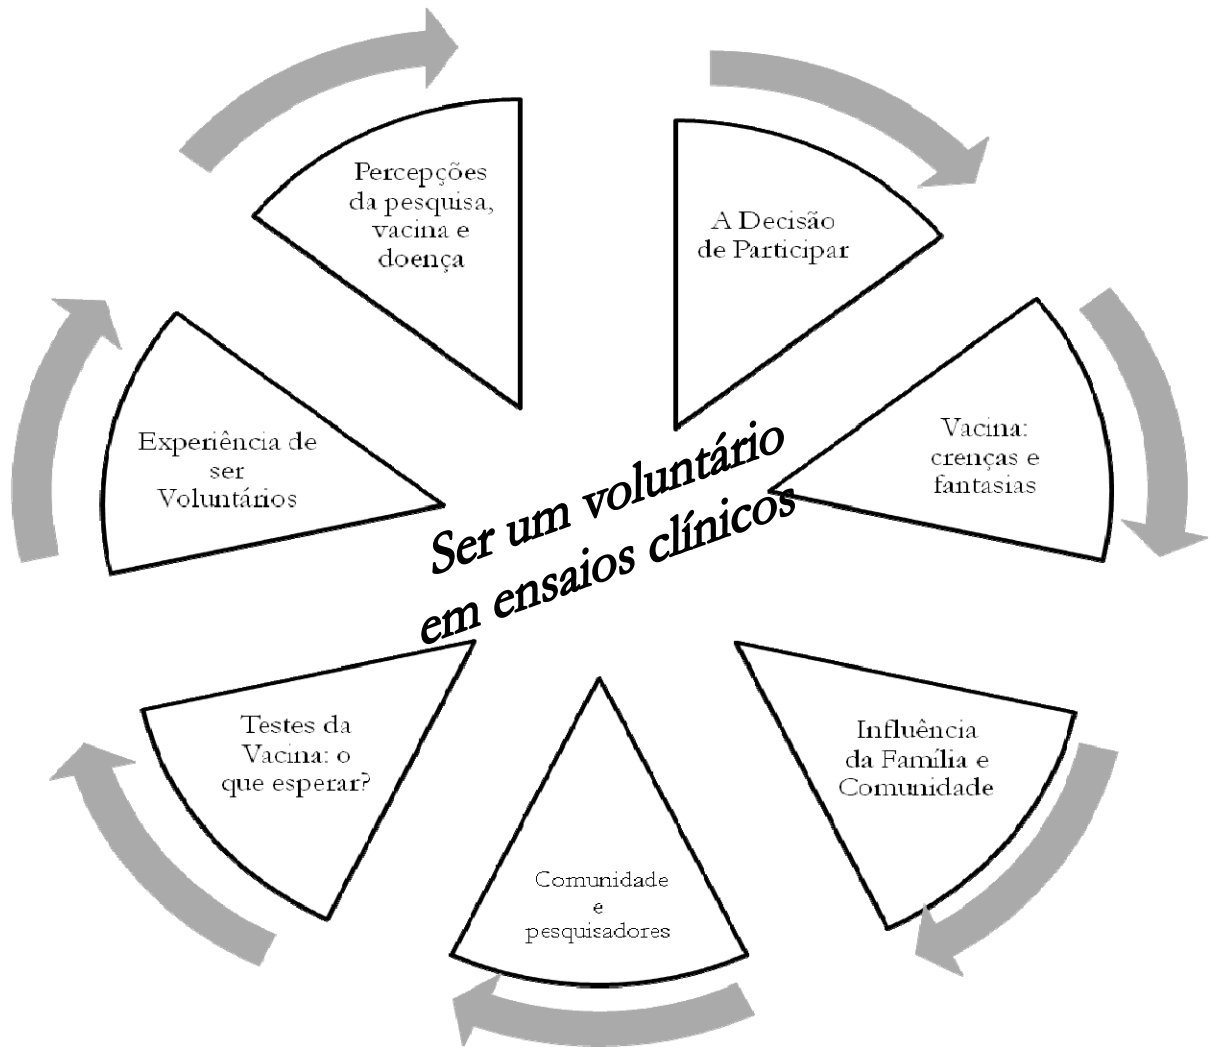 Percepções
da pesquisa,
vacina e
doença
A Decisão
de Participar
Vacina:
crenças e
fantasias
Influência
da Família e
Comunidade
Comunidade
e
pesquisadores
Testes da
Vacina: o
que esperar?
Experiência de
ser
Voluntários
Ser um voluntário
em ensaios clínicos